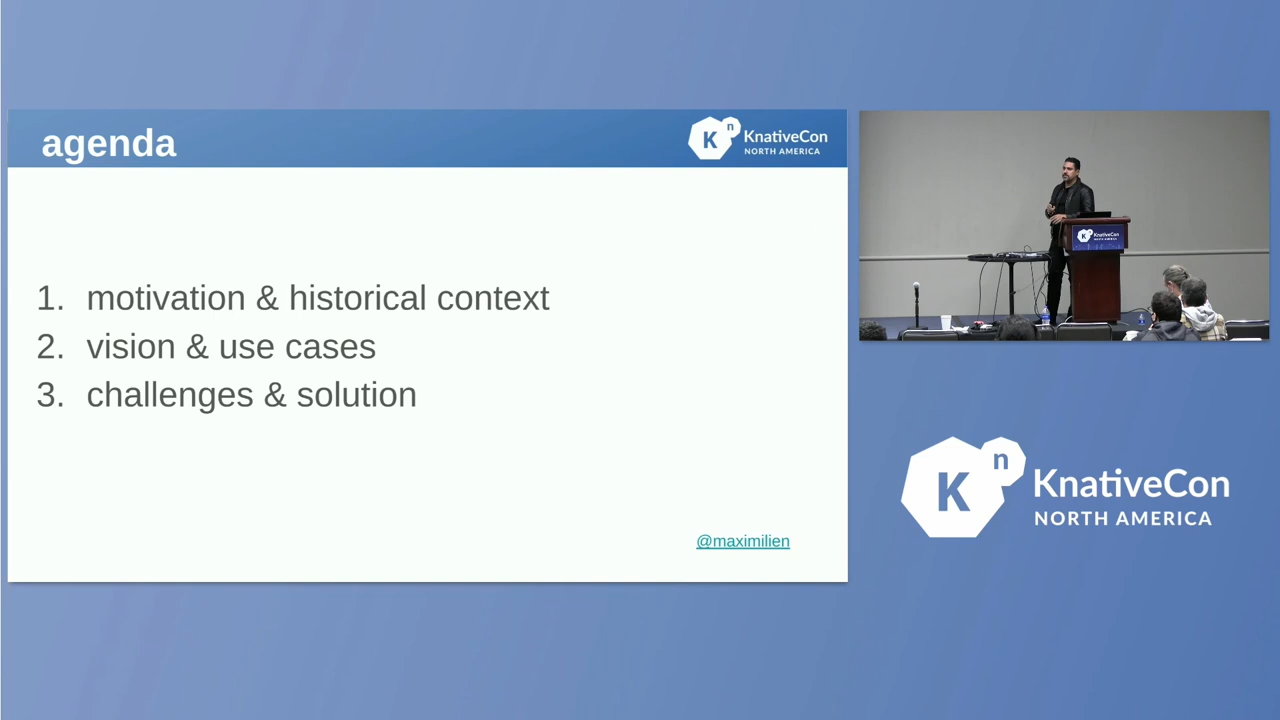 agenda
K
n
KnativeCon
NORTH AMERICA
1. motivation & historical context
2. vision & use cases
3. challenges & solution
@maximilien
K
KnativeCon
K
n
KnativeCon
NORTH AMERICA